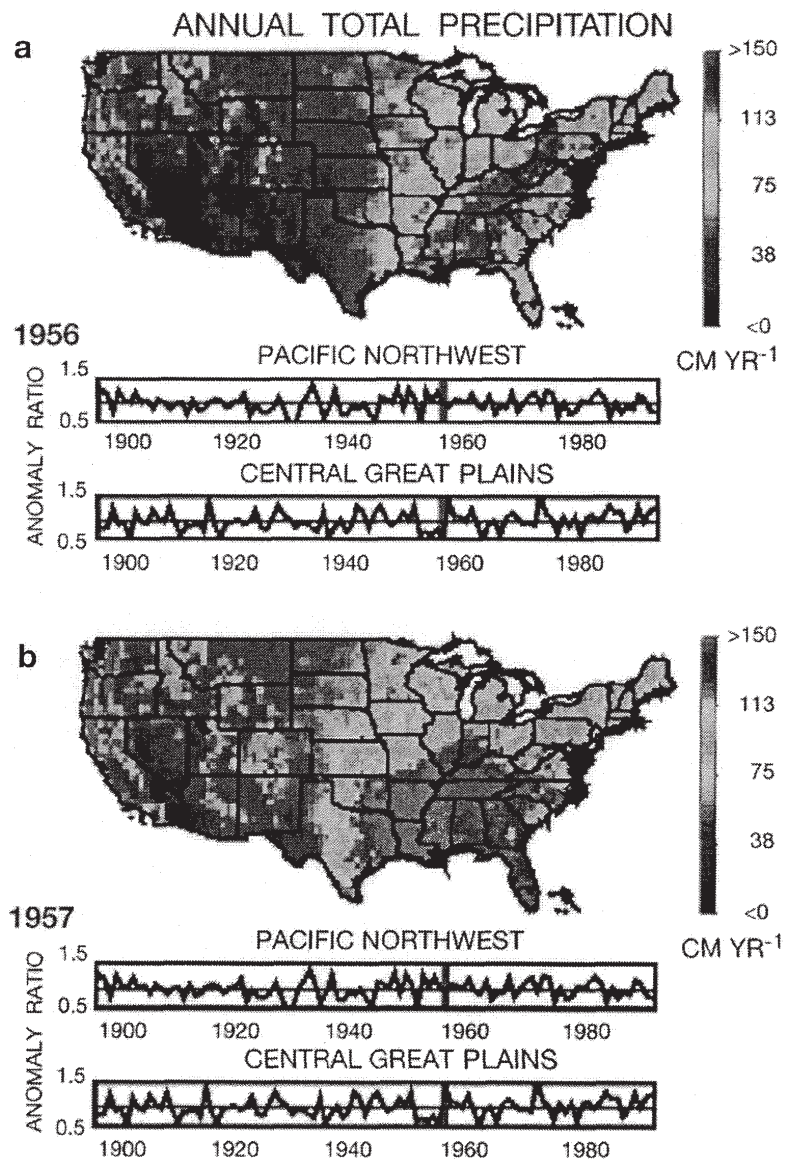 ANNUAL TOTAL PRECIPITATION
a
>150
113
75
38
<0
CM YR-1
1956
PACIFIC NORTHWEST
ANOMALY RATIO
1.5
0.5
1900 1920 1940 1960 1980
CENTRAL GREAT PLAINS
1.5
0.5
1900 1920 1940 1960 1980
b
>150
113
75
38
<0
CM YR-1
1957
PACIFIC NORTHWEST
ANOMALY RATIO
1.5
0.5
1900 1920 1940 1960 1980
CENTRAL GREAT PLAINS
1.5
0.5
1900 1920 1940 1960 1980